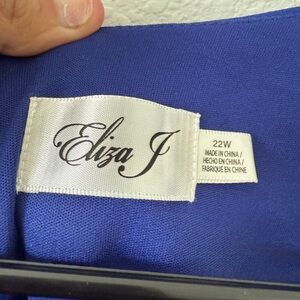 Eliza J
22W
MADE IN CHINA /
HECHO EN CHINA /
FABRIQUÉ EN CHINE